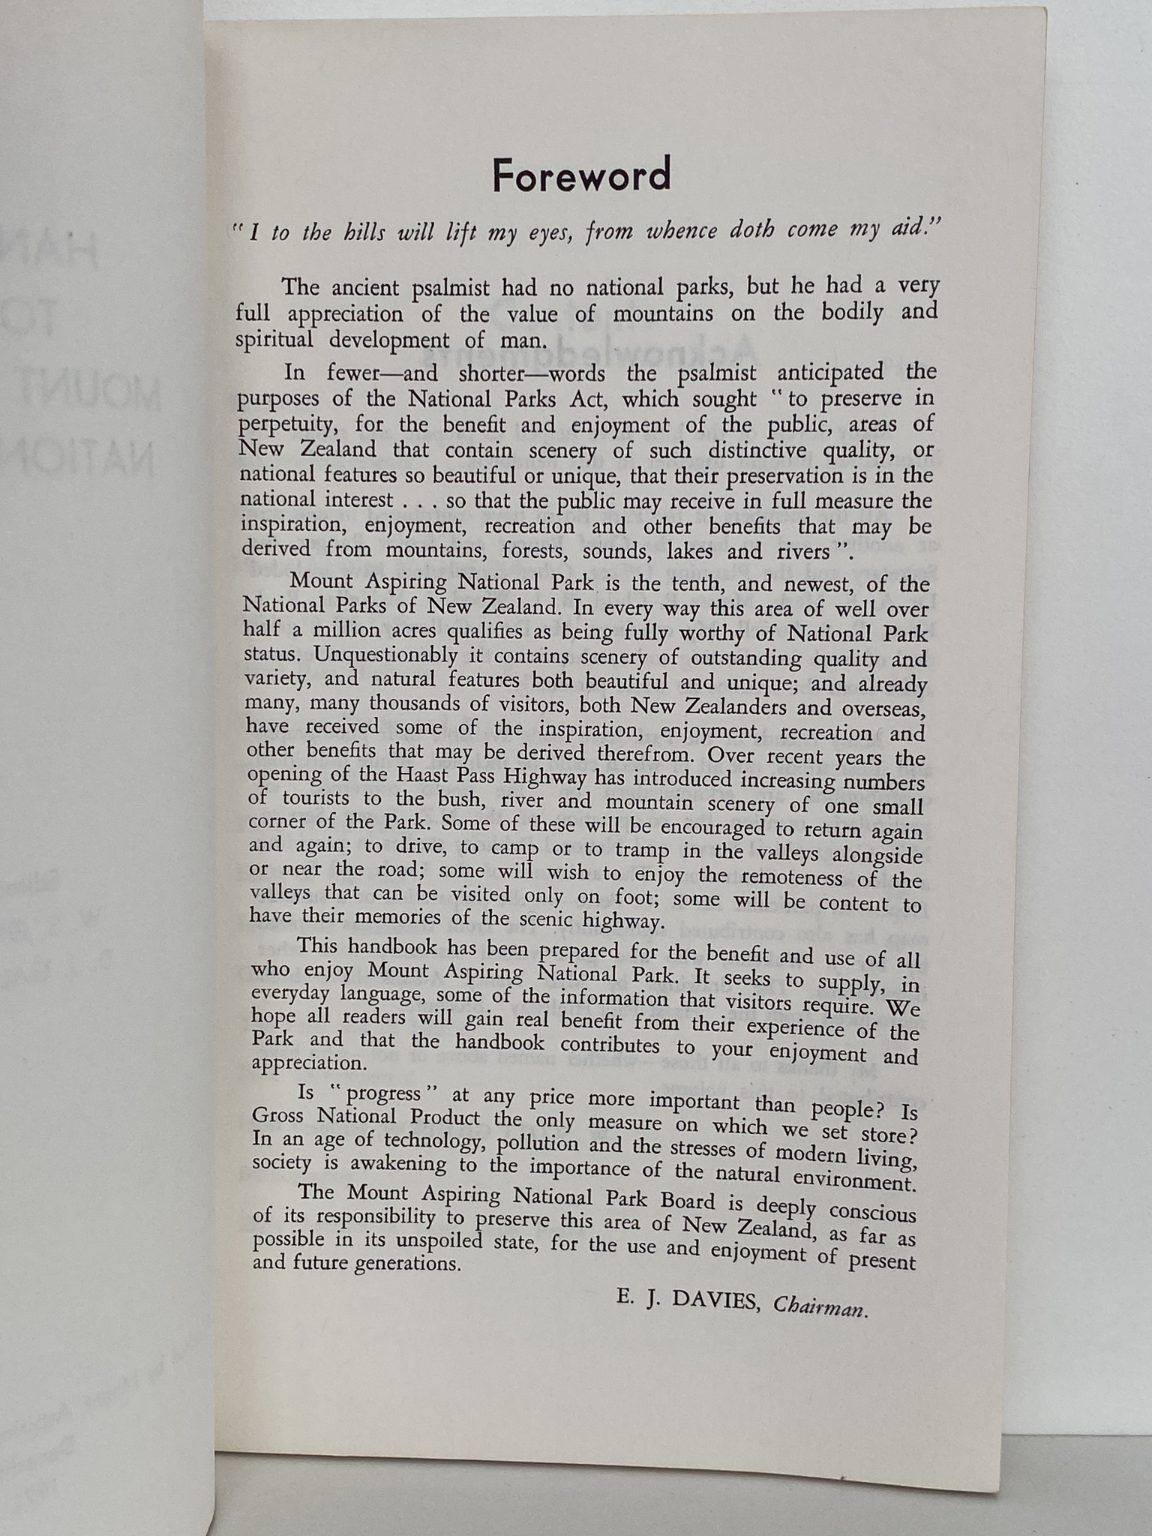 Foreword
“I to the hills will lift my eyes, from whence doth come my aid.”
The ancient psalmist had no national parks, but he had a very
full appreciation of the value of mountains on the bodily and
spiritual development of man.
In fewer—and shorter—words the psalmist anticipated the
purposes of the National Parks Act, which sought “to preserve in
perpetuity, for the benefit and enjoyment of the public, areas of
New Zealand that contain scenery of such distinctive quality, or
national features so beautiful or unique, that their preservation is in the
national interest . . . so that the public may receive in full measure the
inspiration, enjoyment, recreation and other benefits that may be
derived from mountains, forests, sounds, lakes and rivers”.
Mount Aspiring National Park is the tenth, and newest, of the
National Parks of New Zealand. In every way this area of well over
half a million acres qualifies as being fully worthy of National Park
status. Unquestionably it contains scenery of outstanding quality and
variety, and natural features both beautiful and unique; and already
many, many thousands of visitors, both New Zealanders and overseas,
have received some of the inspiration, enjoyment, recreation and
other benefits that may be derived therefrom. Over recent years the
opening of the Haast Pass Highway has introduced increasing numbers
of tourists to the bush, river and mountain scenery of one small
corner of the Park. Some of these will be encouraged to return again
and again; to drive, to camp or to tramp in the valleys alongside
or near the road; some will wish to enjoy the remoteness of the
valleys that can be visited only on foot; some will be content to
have their memories of the scenic highway.
This handbook has been prepared for the benefit and use of all
who enjoy Mount Aspiring National Park. It seeks to supply, in
everyday language, some of the information that visitors require. We
hope all readers will gain real benefit from their experience of the
Park and that the handbook contributes to your enjoyment and
appreciation.
Is “progress” at any price more important than people? Is
Gross National Product the only measure on which we set store?
In an age of technology, pollution and the stresses of modern living,
society is awakening to the importance of the natural environment.
The Mount Aspiring National Park Board is deeply conscious
of its responsibility to preserve this area of New Zealand, as far as
possible in its unspoiled state, for the use and enjoyment of present
and future generations.
E. J. DAVIES, Chairman.